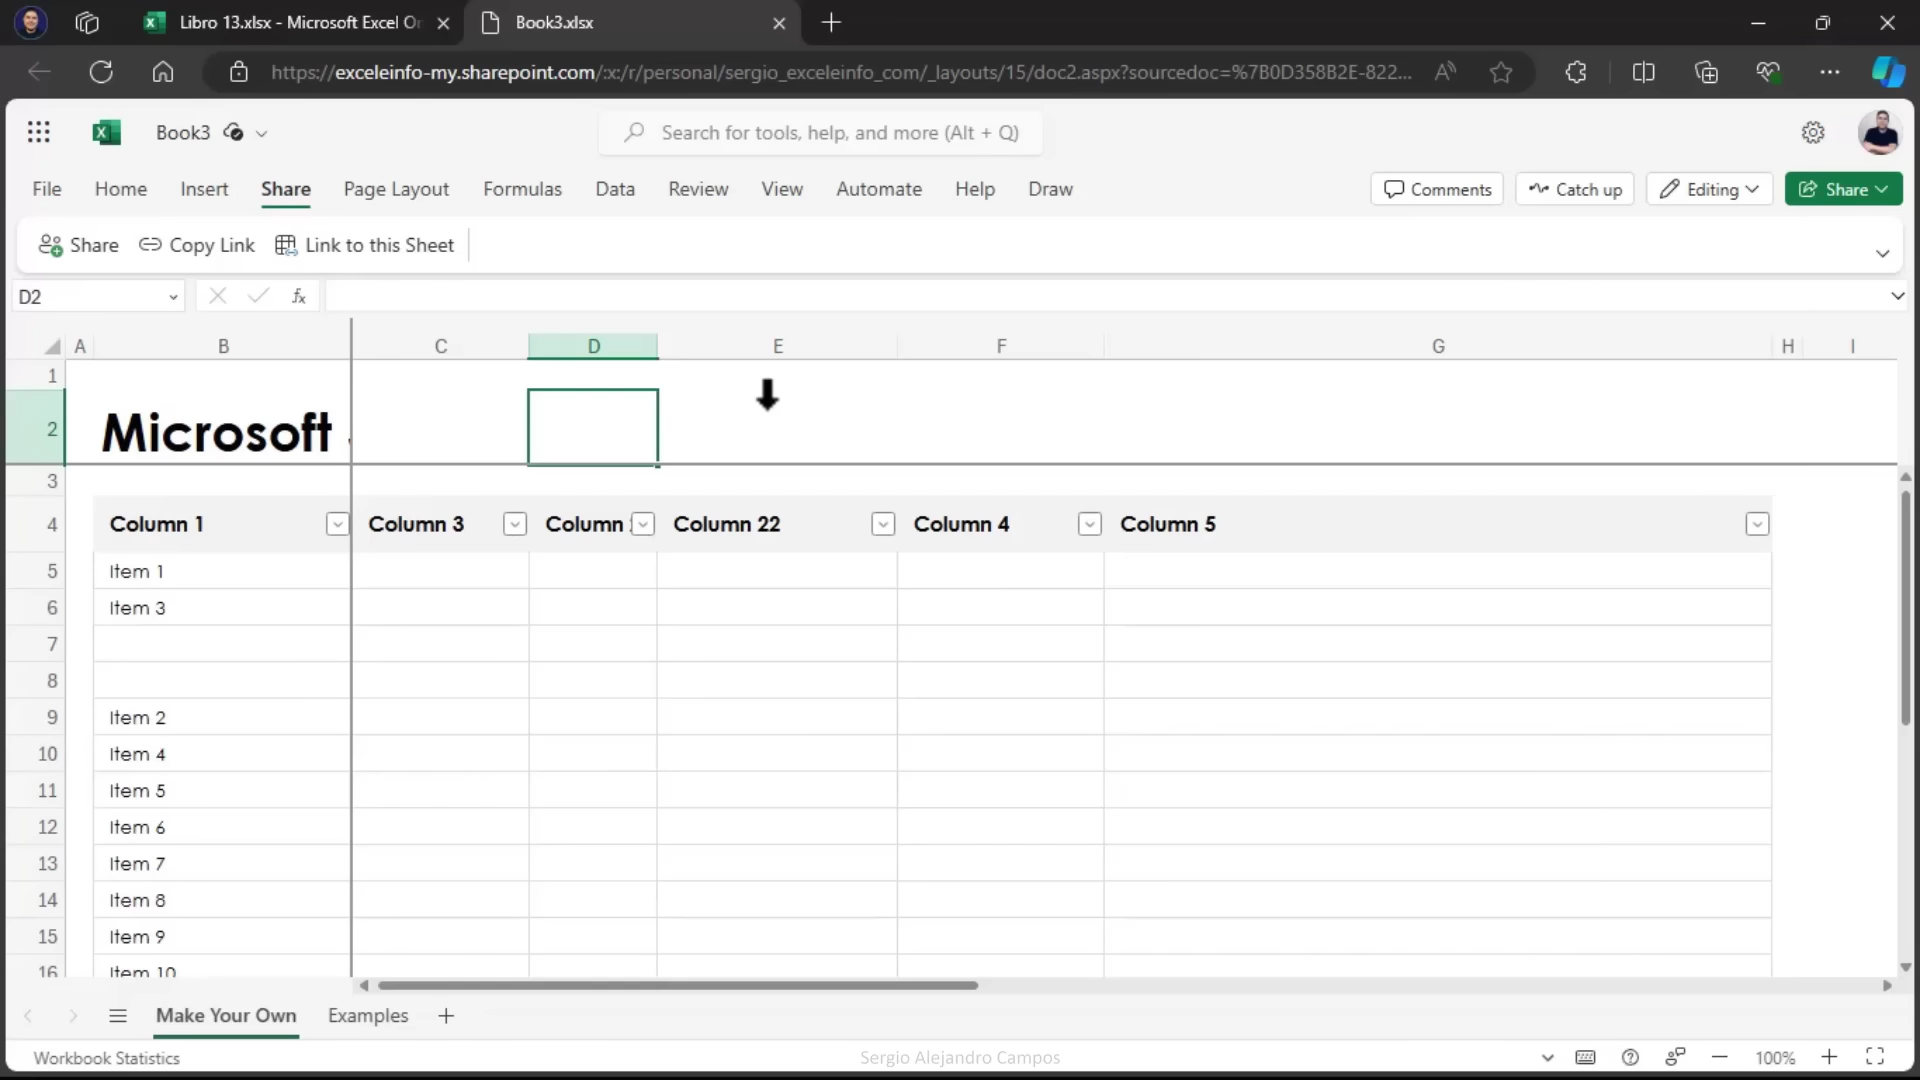 Libro 13.xlsx - Microsoft Excel O
Book3.xlsx
https://exceleinfo-my.sharepoint.com/:x:/r/personal/sergio_exceleinfo_com/_layouts/15/doc2.aspx?sourcedoc=%7B0D358B2E-822...
Book3
Search for tools, help, and more (Alt + Q)
File Home Insert Share Page Layout Formulas Data Review View Automate Help Draw
Comments Catch up Editing Share
Share Copy Link Link to this Sheet
D2 fx
A B C D E F G H I
1
2 Microsoft
3
4 Column 1 Column 3 Column Column 22 Column 4 Column 5
5 Item 1
6 Item 3
7
8
9 Item 2
10 Item 4
11 Item 5
12 Item 6
13 Item 7
14 Item 8
15 Item 9
16 Item 10
Make Your Own Examples
Workbook Statistics
Sergio Alejandro Campos
100%